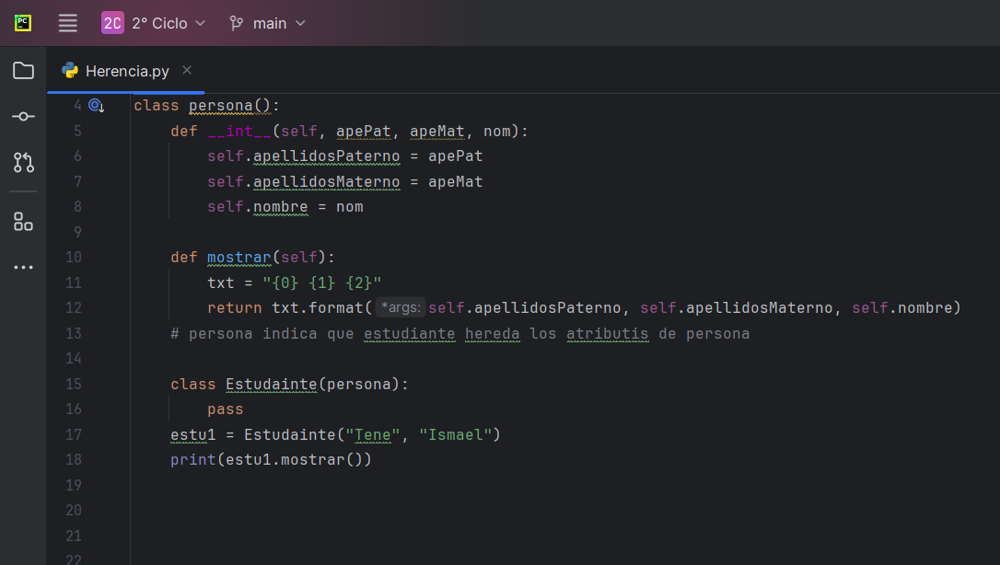 PC 2C 2° Ciclo main
Herencia.py
4 class persona():
5 def __int__(self, apePat, apeMat, nom):
6 self.apellidosPaterno = apePat
7 self.apellidosMaterno = apeMat
8 self.nombre = nom
9
10 def mostrar(self):
11 txt = "{0} {1} {2}"
12 return txt.format( *args: self.apellidosPaterno, self.apellidosMaterno, self.nombre)
13 # persona indica que estudiante hereda los atributis de persona
14
15 class Estudainte(persona):
16 pass
17 estu1 = Estudainte("Tene", "Ismael")
18 print(estu1.mostrar())
19
20
21
22